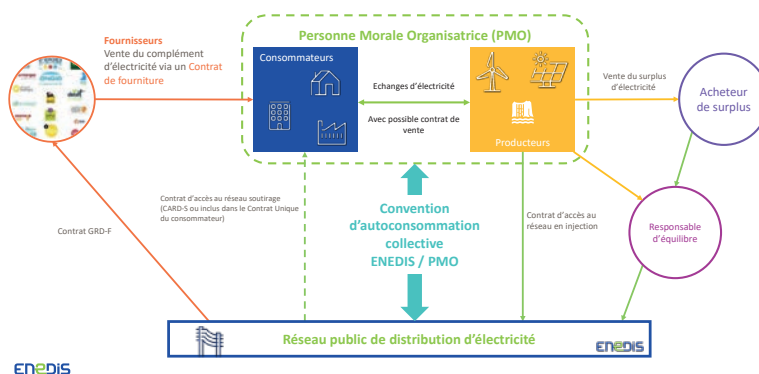 Personne Morale Organisatrice (PMO)
Fournisseurs
Vente du complément
d'électricité via un Contrat
de fourniture
Consommateurs
Echanges d'électricité
Avec possible contrat de
vente
Producteurs
Vente du surplus
d'électricité
Acheteur
de surplus
Contrat d'accès au réseau soutirage
(CARD-S ou inclus dans le Contrat Unique
du consommateur)
Contrat GRD-F
Convention
d'autoconsommation
collective
ENEDIS / PMO
Contrat d'accès au
réseau en injection
Responsable
d'équilibre
Réseau public de distribution d'électricité
ENEDIS
ENEDIS